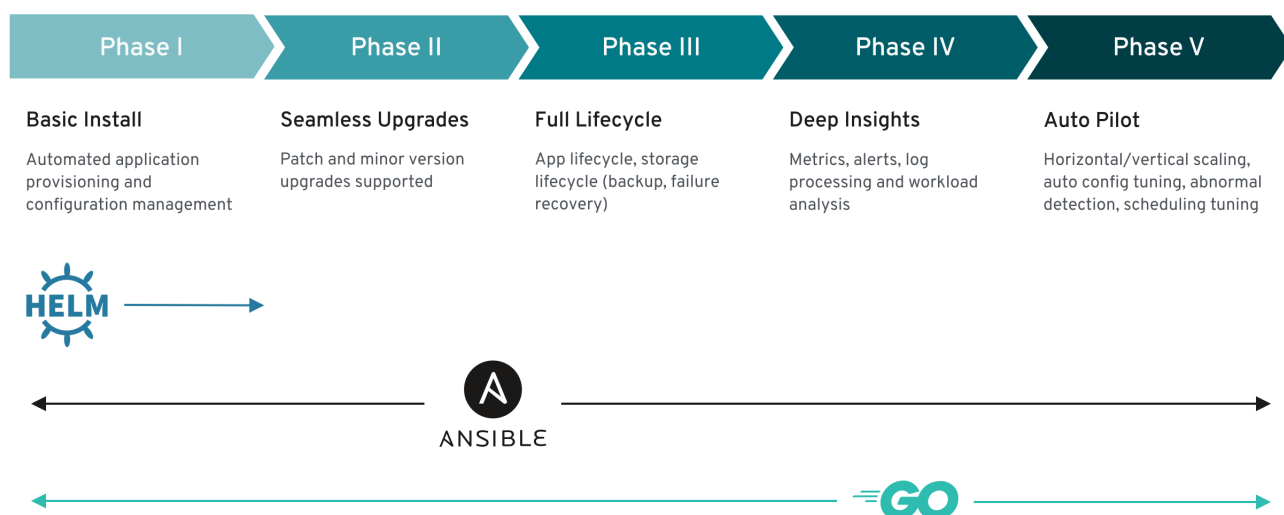 Phase I
Phase II
Phase III
Phase IV
Phase V
Basic Install
Automated application
provisioning and
configuration management
Seamless Upgrades
Patch and minor version
upgrades supported
Full Lifecycle
App lifecycle, storage
lifecycle (backup, failure
recovery)
Deep Insights
Metrics, alerts, log
processing and workload
analysis
Auto Pilot
Horizontal/vertical scaling,
auto config tuning, abnormal
detection, scheduling tuning
HELM
A
ANSIBLE
GO